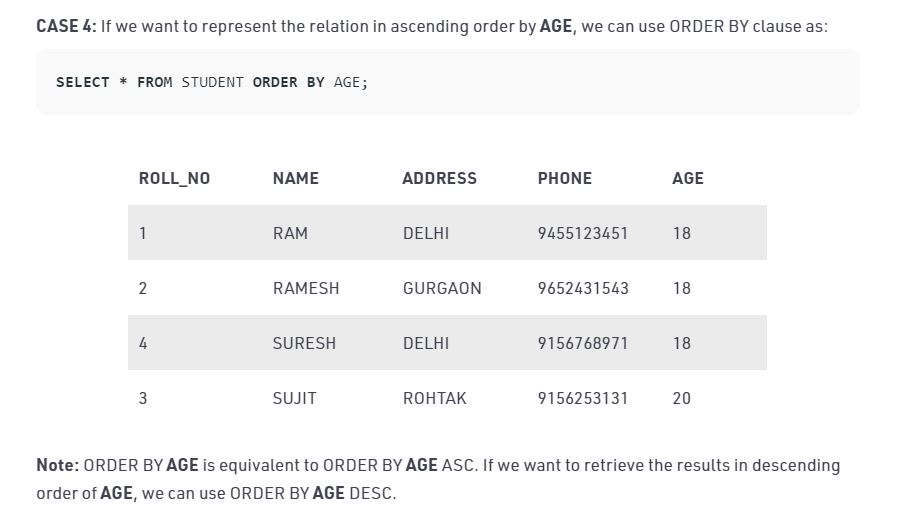 CASE 4: If we want to represent the relation in ascending order by AGE, we can use ORDER BY clause as:
SELECT * FROM STUDENT ORDER BY AGE;
ROLL_NO NAME ADDRESS PHONE AGE
1 RAM DELHI 9455123451 18
2 RAMESH GURGAON 9652431543 18
4 SURESH DELHI 9156768971 18
3 SUJIT ROHTAK 9156253131 20
Note: ORDER BY AGE is equivalent to ORDER BY AGE ASC. If we want to retrieve the results in descending
order of AGE, we can use ORDER BY AGE DESC.